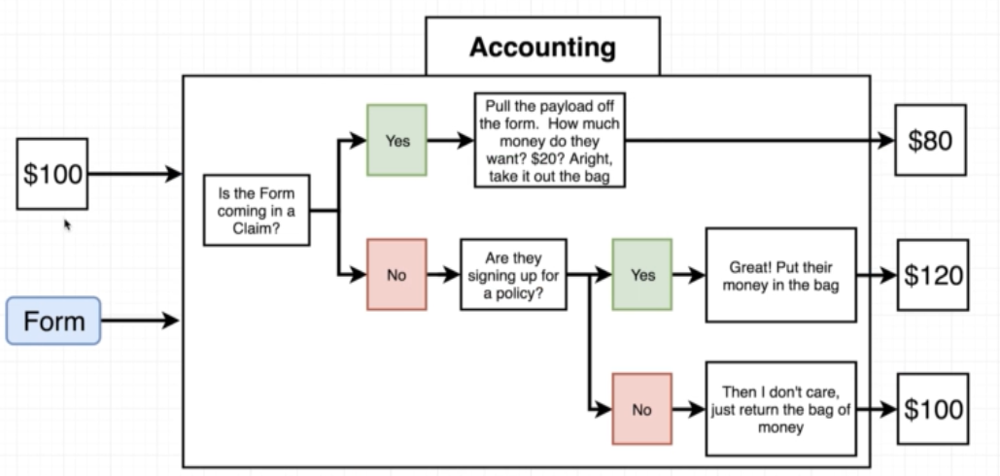 Accounting
$100
Form
Is the Form
coming in a
Claim?
Yes
Pull the payload off
the form. How much
money do they
want? $20? Aright,
take it out the bag
$80
No
Are they
signing up for
a policy?
Yes
Great! Put their
money in the bag
$120
No
Then I don't care,
just return the bag of
money
$100